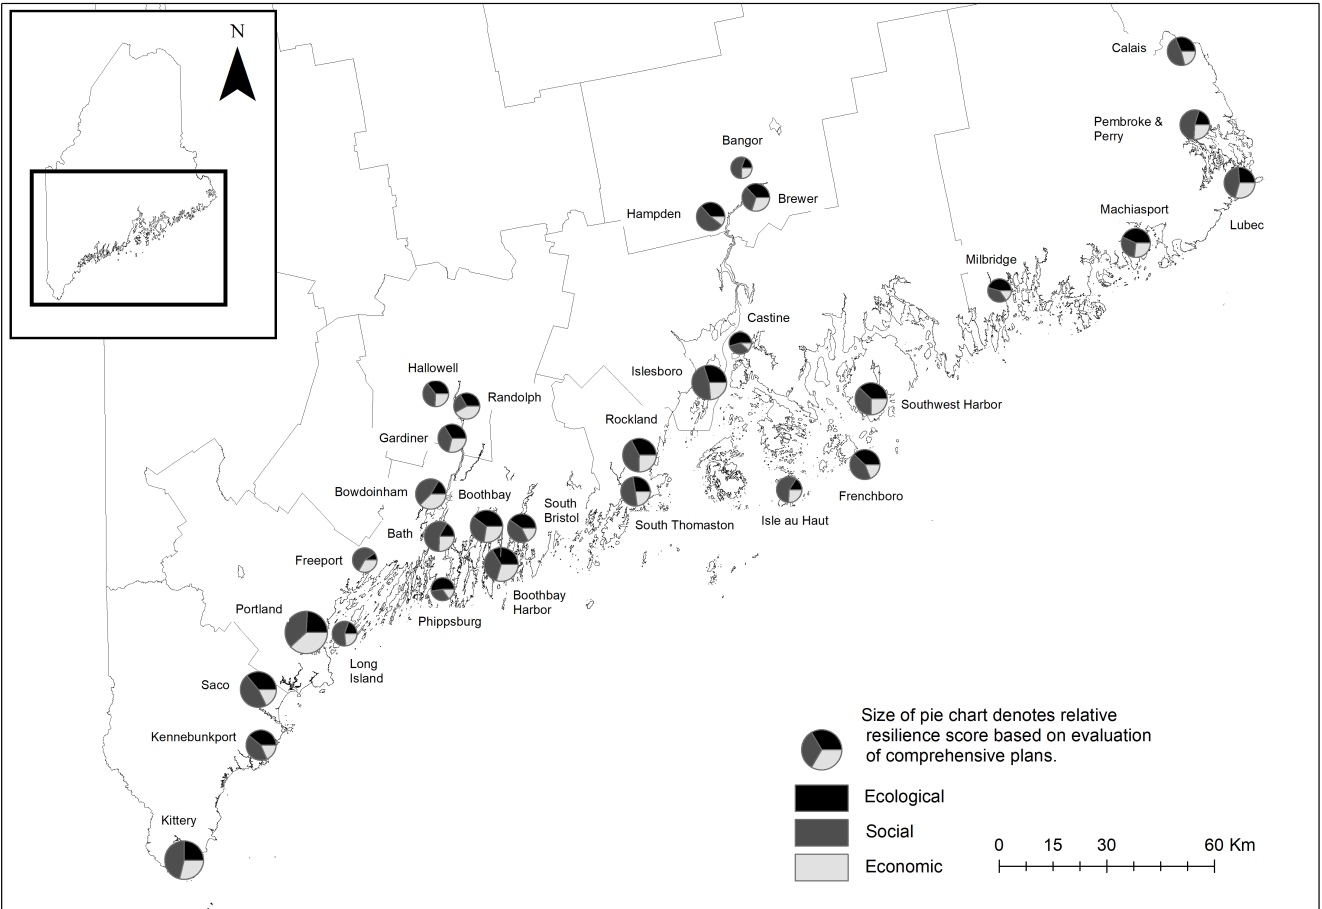 N
Calais
Pembroke &
Perry
Bangor
Brewer
Hampden
Machiasport
Lubec
Milbridge
Castine
Hallowell
Islesboro
Randolph
Southwest Harbor
Rockland
Gardiner
Bowdoinham
Boothbay
Frenchboro
South
Bristol
Isle au Haut
South Thomaston
Bath
Freeport
Boothbay
Harbor
Portland
Phippsburg
Long
Island
Saco
Kennebunkport
Kittery
Size of pie chart denotes relative
resilience score based on evaluation
of comprehensive plans.
Ecological
Social
Economic
0 15 30 60 Km